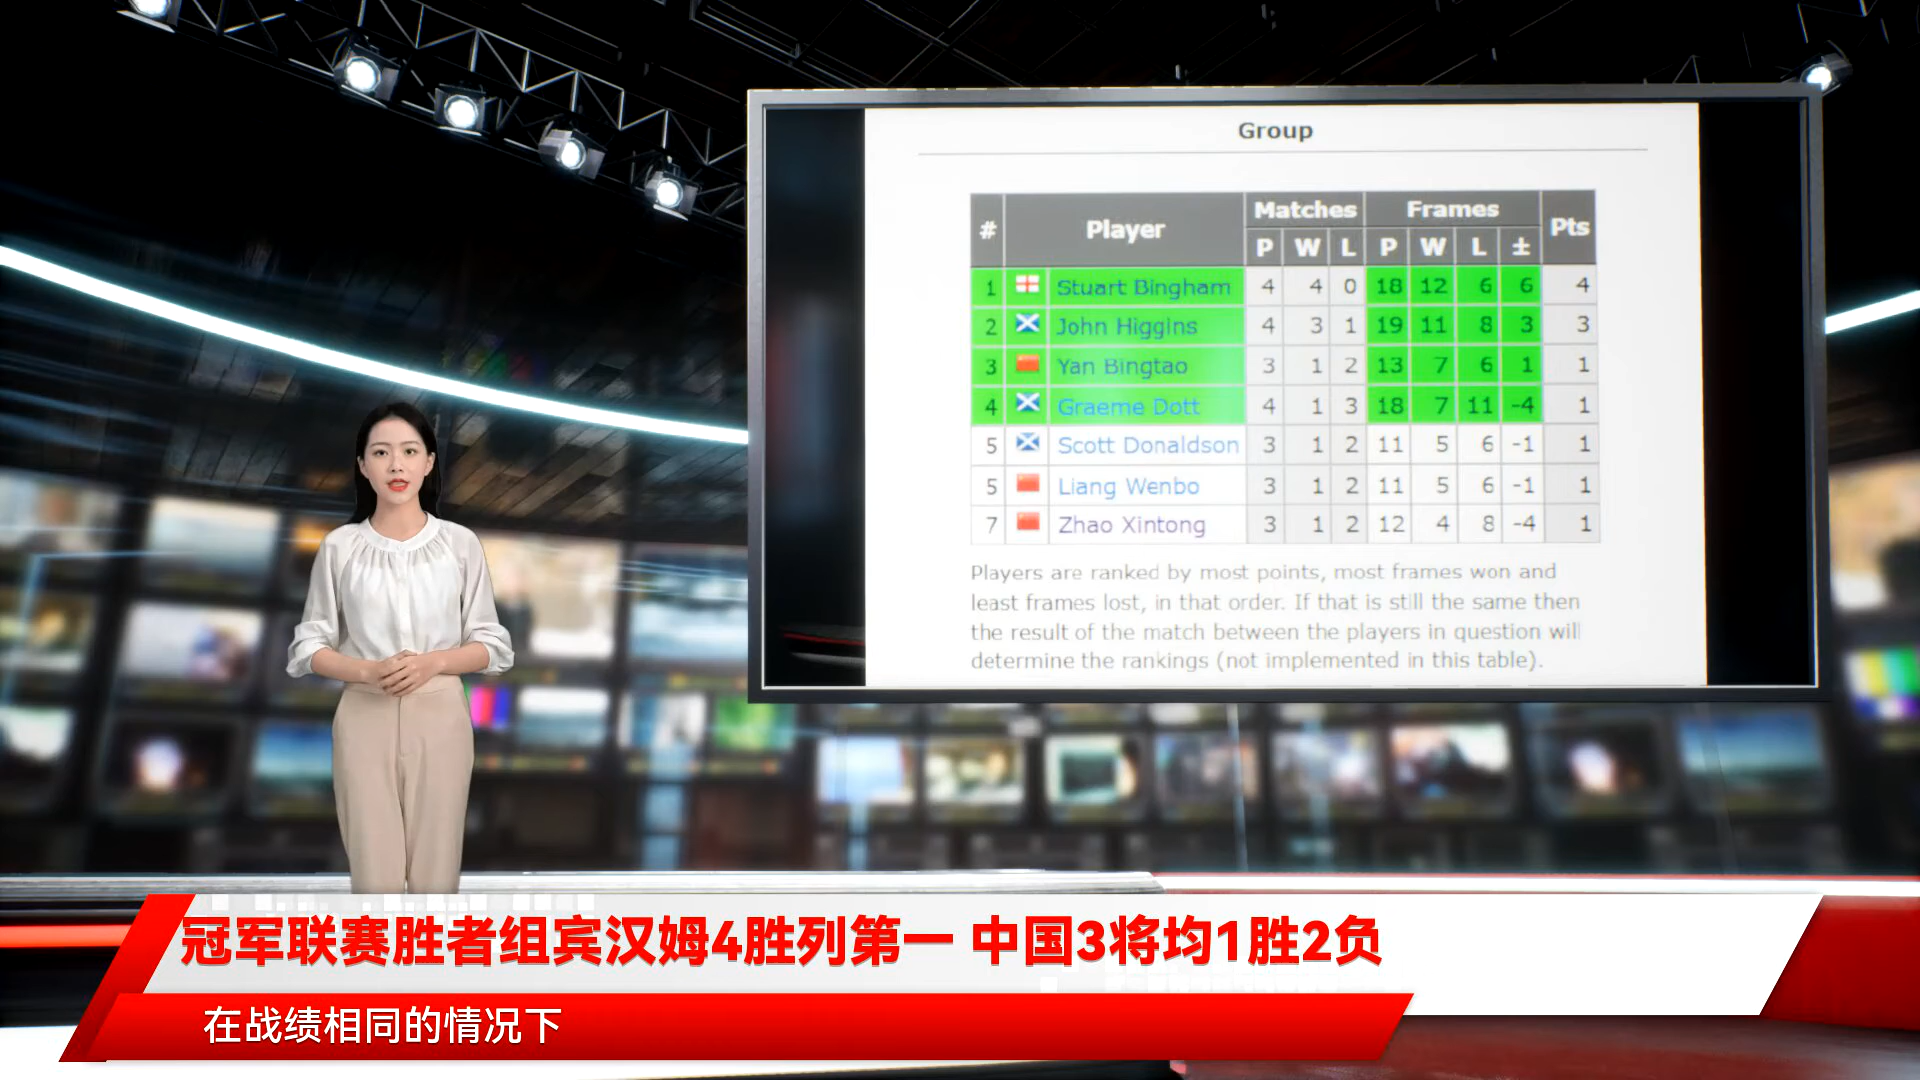 Group
# Player Matches Frames Pts
P W L P W L ±
1 Stuart Bingham 4 4 0 18 12 6 6 4
2 John Higgins 4 3 1 19 11 8 3 3
3 Yan Bingtao 3 1 2 13 7 6 1 1
4 Graeme Dott 4 1 3 18 7 11 -4 1
5 Scott Donaldson 3 1 2 11 5 6 -1 1
5 Liang Wenbo 3 1 2 11 5 6 -1 1
7 Zhao Xintong 3 1 2 12 4 8 -4 1
Players are ranked by most points, most frames won and
least frames lost, in that order. If that is still the same then
the result of the match between the players in question will
determine the rankings (not implemented in this table).
冠军联赛胜者组宾汉姆4胜列第一 中国3将均1胜2负
在战绩相同的情况下